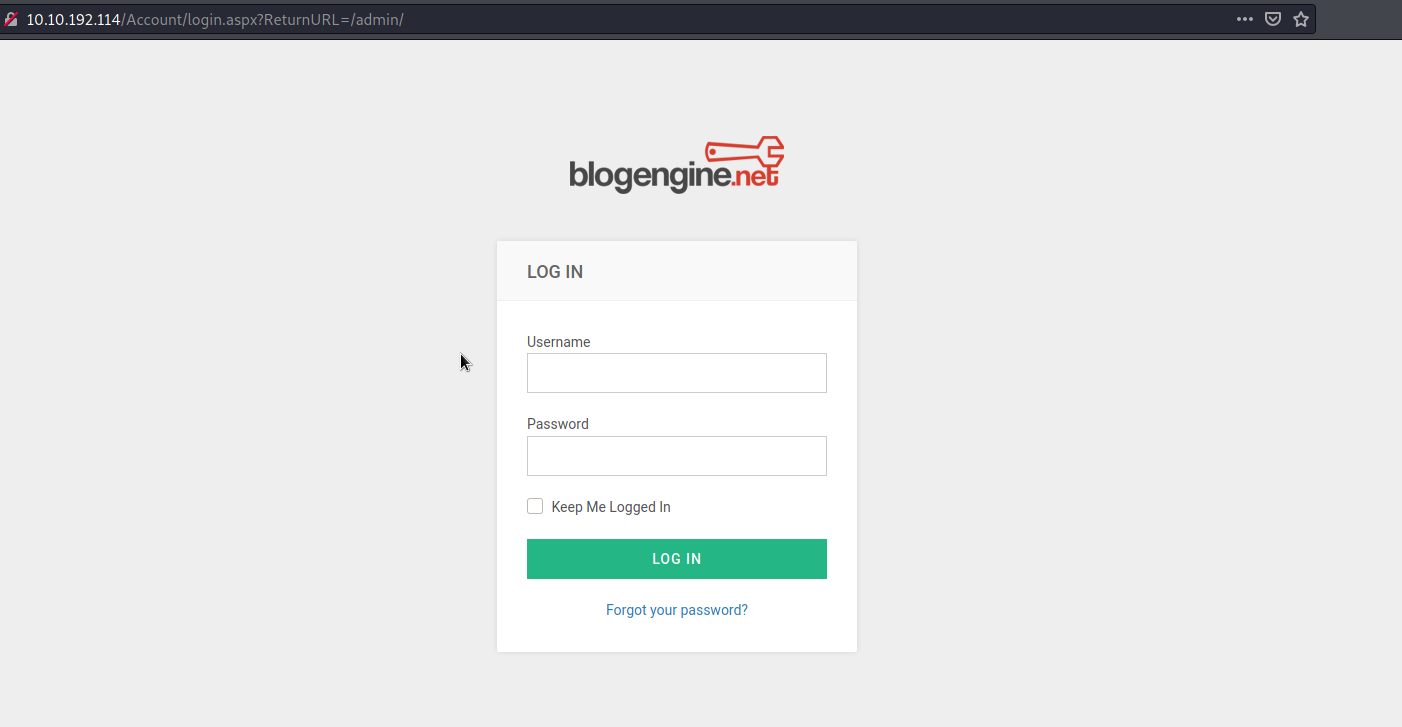 10.10.192.114/Account/login.aspx?ReturnURL=/admin/
blogengine.net
LOG IN
Username
Password
Keep Me Logged In
LOG IN
Forgot your password?